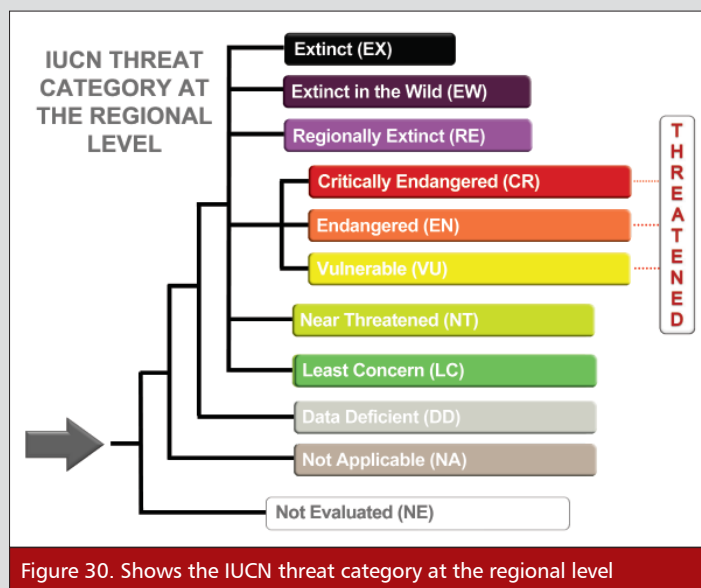 IUCN THREAT
CATEGORY AT
THE REGIONAL
LEVEL
Extinct (EX)
Extinct in the Wild (EW)
Regionally Extinct (RE)
Critically Endangered (CR)
Endangered (EN)
Vulnerable (VU)
THREATENED
Near Threatened (NT)
Least Concern (LC)
Data Deficient (DD)
Not Applicable (NA)
Not Evaluated (NE)
Figure 30. Shows the IUCN threat category at the regional level